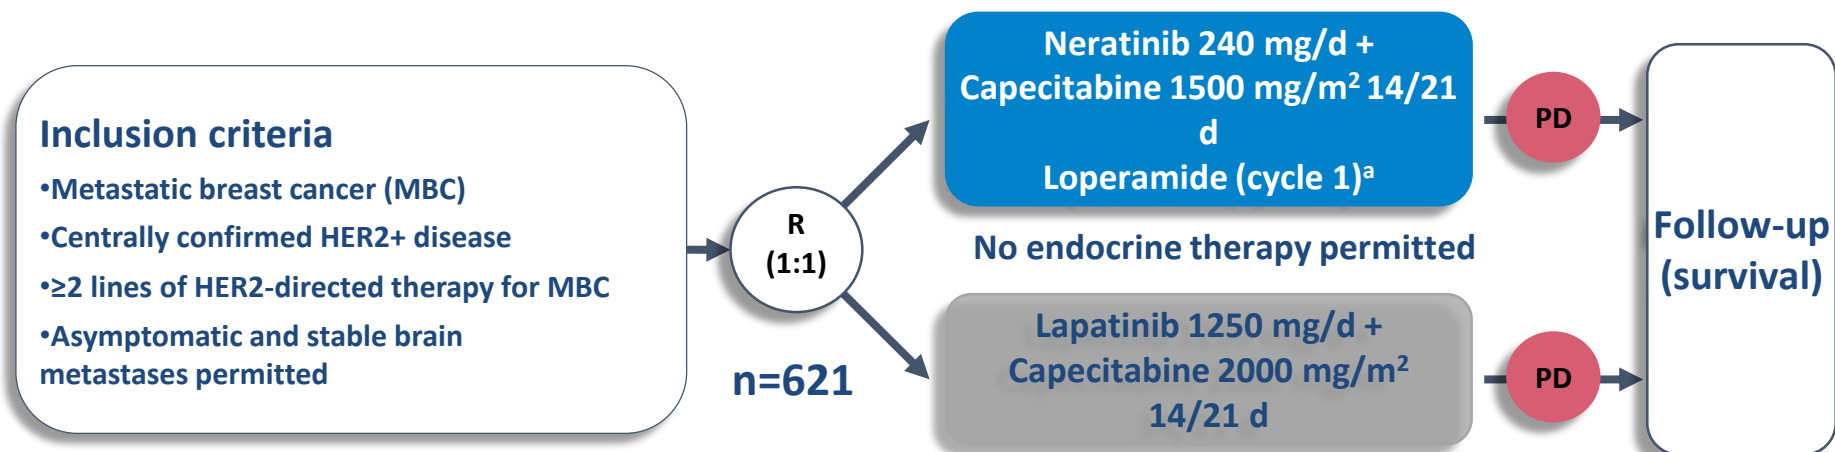 Inclusion criteria
•Metastatic breast cancer (MBC)
•Centrally confirmed HER2+ disease
•≥2 lines of HER2-directed therapy for MBC
•Asymptomatic and stable brain
metastases permitted
R
(1:1)
n=621
Neratinib 240 mg/d +
Capecitabine 1500 mg/m² 14/21
d
Loperamide (cycle 1)ᵃ
No endocrine therapy permitted
Lapatinib 1250 mg/d +
Capecitabine 2000 mg/m²
14/21 d
PD
PD
Follow-up
(survival)